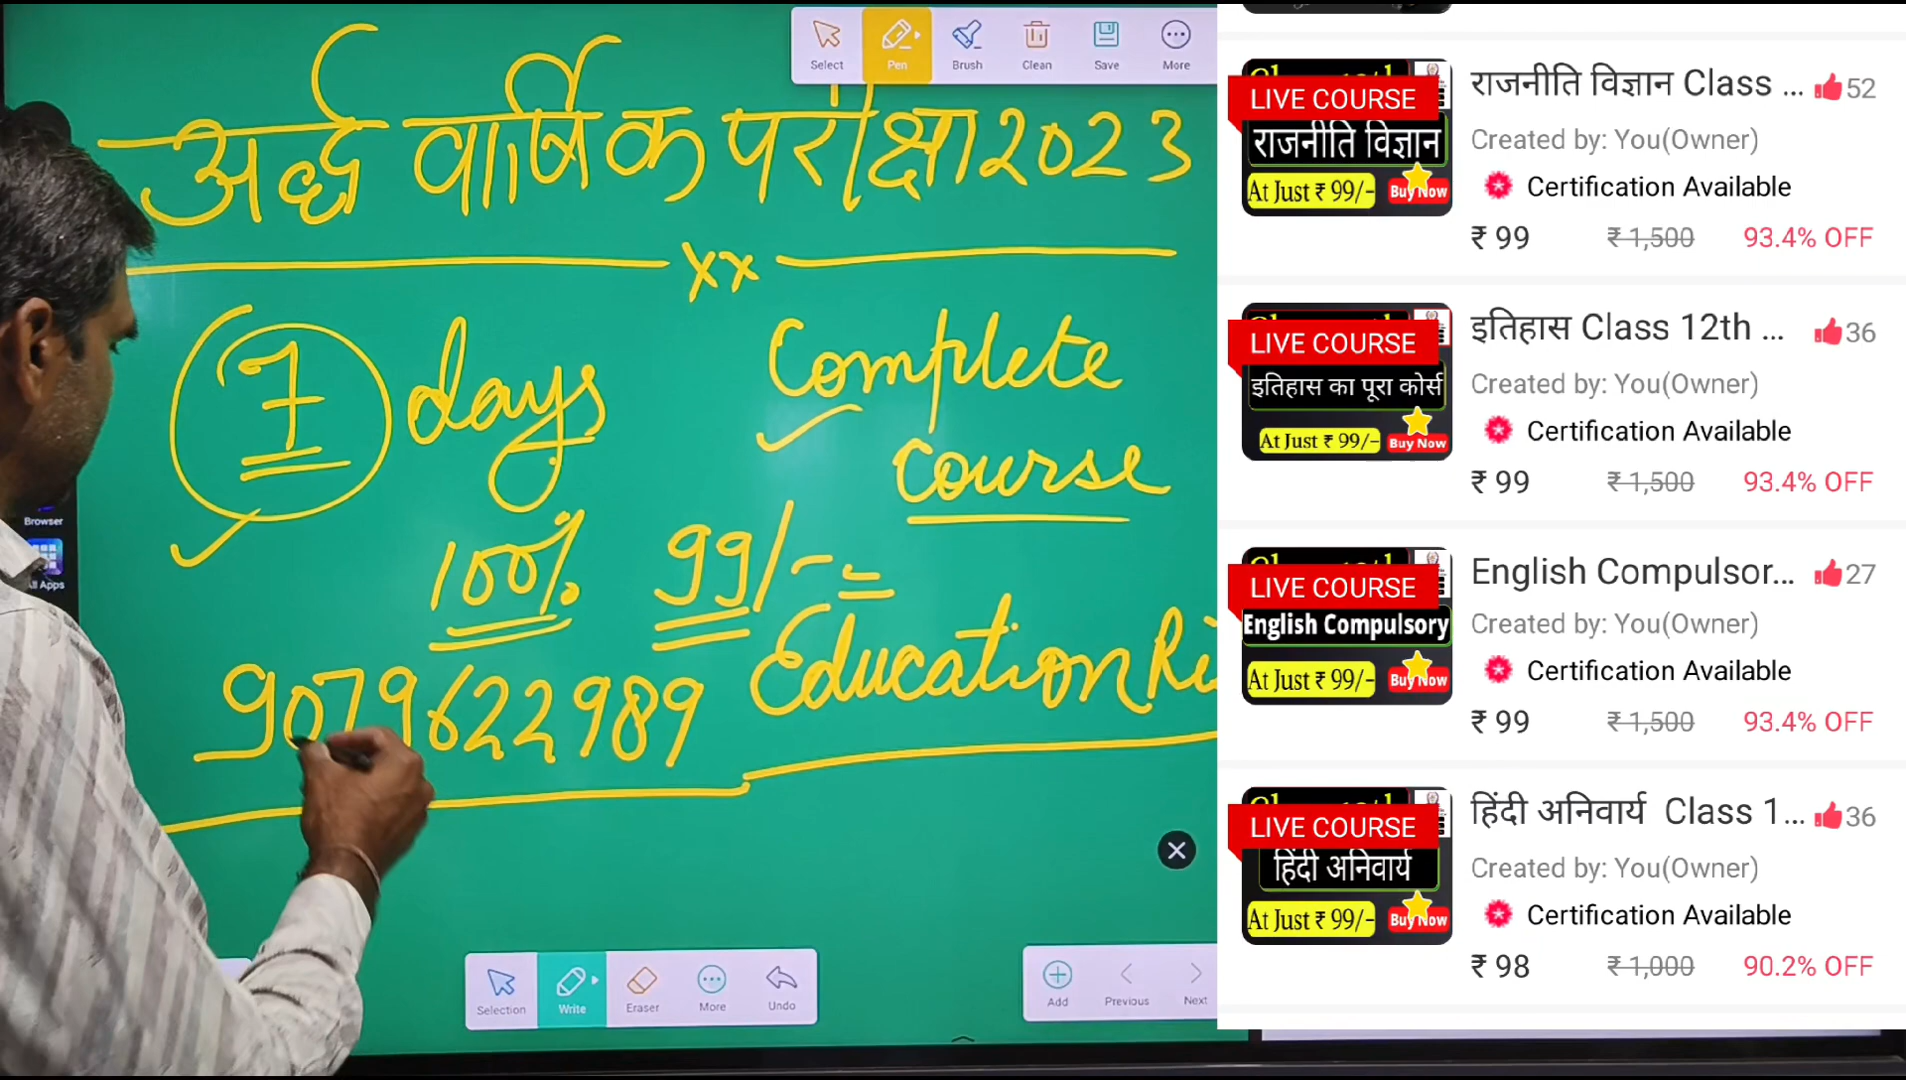 Select
Pen
Brush
Clean
Save
More
अर्द्ध वार्षिक परीक्षा २०२३
xx
7 days
Complete
Course
100% 99/-=
9079622989
Education Ri
Browser
All Apps
Selection
Write
Eraser
More
Undo
Add
Previous
Next
LIVE COURSE
राजनीति विज्ञान
At Just ₹ 99/-
Buy Now
राजनीति विज्ञान Class ...
52
Created by: You(Owner)
Certification Available
₹ 99 ₹ 1,500 93.4% OFF
LIVE COURSE
इतिहास का पूरा कोर्स
At Just ₹ 99/-
Buy Now
इतिहास Class 12th ...
36
Created by: You(Owner)
Certification Available
₹ 99 ₹ 1,500 93.4% OFF
LIVE COURSE
English Compulsory
At Just ₹ 99/-
Buy Now
English Compulsor...
27
Created by: You(Owner)
Certification Available
₹ 99 ₹ 1,500 93.4% OFF
LIVE COURSE
हिंदी अनिवार्य
At Just ₹ 99/-
Buy Now
हिंदी अनिवार्य Class 1...
36
Created by: You(Owner)
Certification Available
₹ 98 ₹ 1,000 90.2% OFF